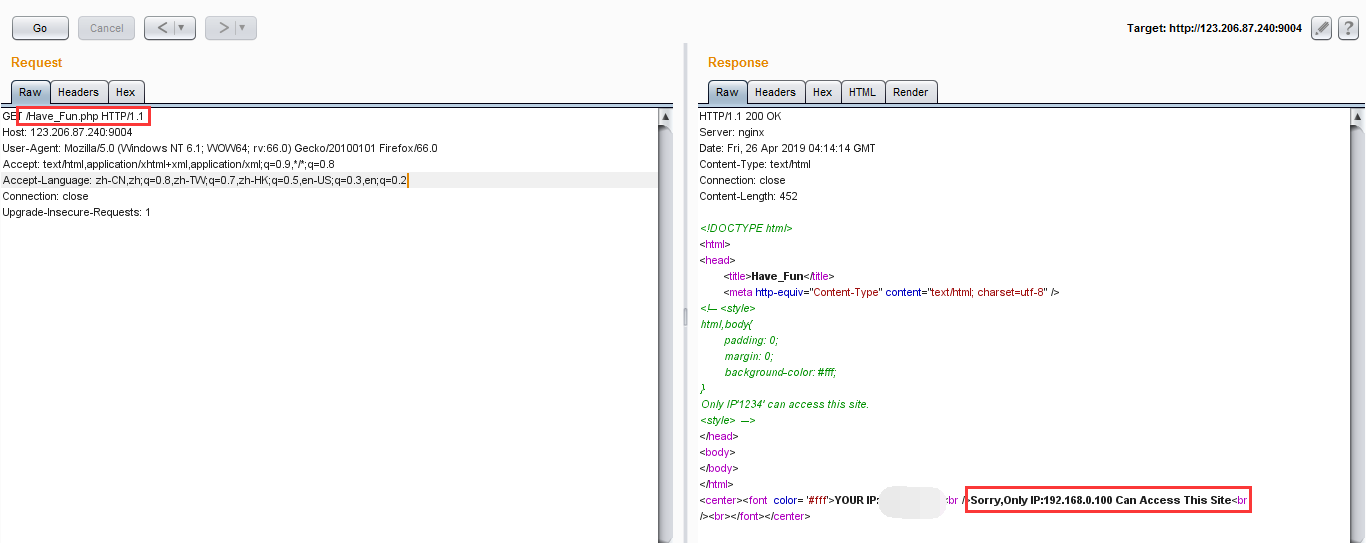 Go
Cancel
<
>
Target: http://123.206.87.240:9004
?
Request
Raw Headers Hex
GET /Have_Fun.php HTTP/1.1
Host: 123.206.87.240:9004
User-Agent: Mozilla/5.0 (Windows NT 6.1; WOW64; rv:66.0) Gecko/20100101 Firefox/66.0
Accept: text/html,application/xhtml+xml,application/xml;q=0.9,*/*;q=0.8
Accept-Language: zh-CN,zh;q=0.8,zh-TW;q=0.7,zh-HK;q=0.5,en-US;q=0.3,en;q=0.2
Connection: close
Upgrade-Insecure-Requests: 1
Response
Raw Headers Hex HTML Render
HTTP/1.1 200 OK
Server: nginx
Date: Fri, 26 Apr 2019 04:14:14 GMT
Content-Type: text/html
Connection: close
Content-Length: 452
<!DOCTYPE html>
<html>
<head>
<title>Have_Fun</title>
<meta http-equiv="Content-Type" content="text/html; charset=utf-8" />
<!-- <style>
html,body{
padding: 0;
margin: 0;
background-color: #fff;
}
Only IP'1234' can access this site.
<style> -->
</head>
<body>
</body>
</html>
<center><font color= '#fff'>YOUR IP: <br />Sorry,Only IP:192.168.0.100 Can Access This Site<br
/><br></font></center>